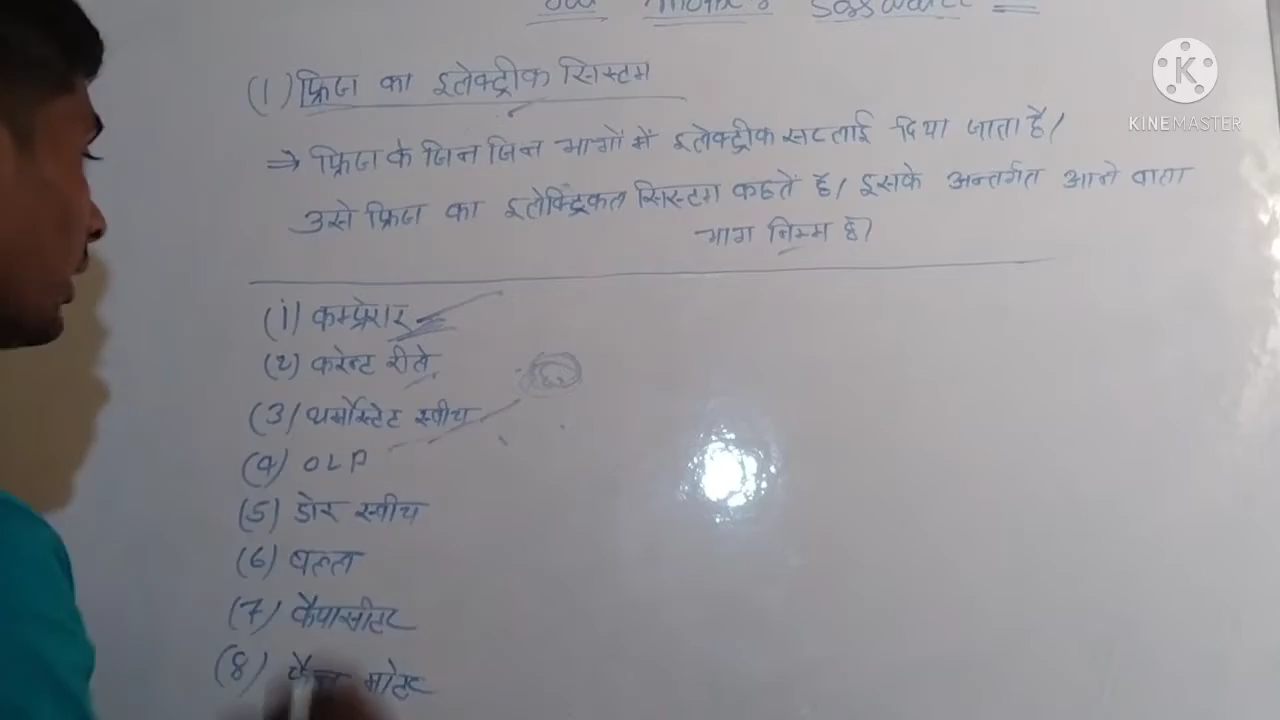 (1) फ्रिज का इलेक्ट्रीक सिस्टम
K
KINEMASTER
⇒ फ्रिज के जिन जिन भागों में इलेक्ट्रीक सप्लाई दिया जाता है।
उसे फ्रिज का इलेक्ट्रिकल सिस्टम कहतें है। इसके अन्तर्गत आने वाला
भाग निम्म है।
(1) कम्प्रेशर
(2) करेन्ट रीले
(3) थर्मोस्टेट स्वीच
(4) OLP
(5) डोर स्वीच
(6) बल्ल
(7) कैपासीटर
(8) मोटर